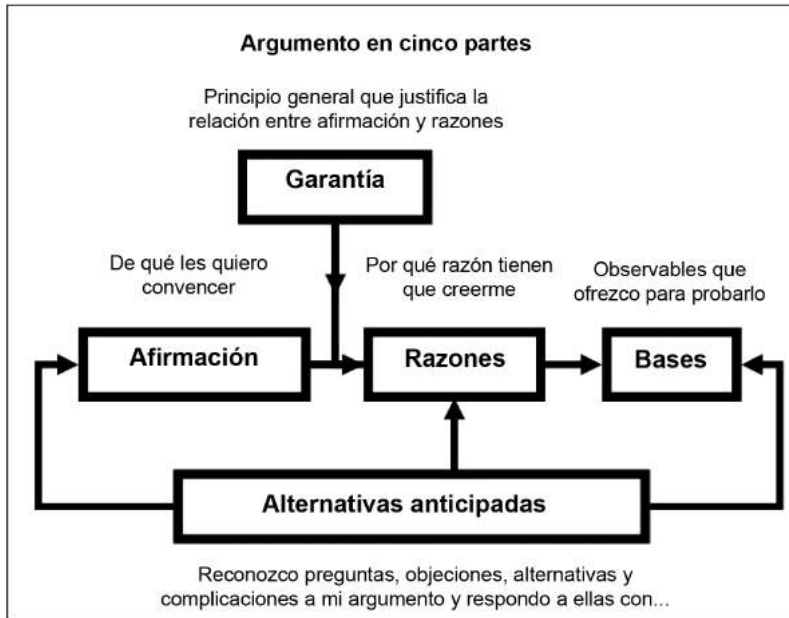 Argumento en cinco partes
Principio general que justifica la
relación entre afirmación y razones
Garantía
De qué les quiero
convencer
Por qué razón tienen
que creerme
Observables que
ofrezco para probarlo
Afirmación
Razones
Bases
Alternativas anticipadas
Reconozco preguntas, objeciones, alternativas y
complicaciones a mi argumento y respondo a ellas con...